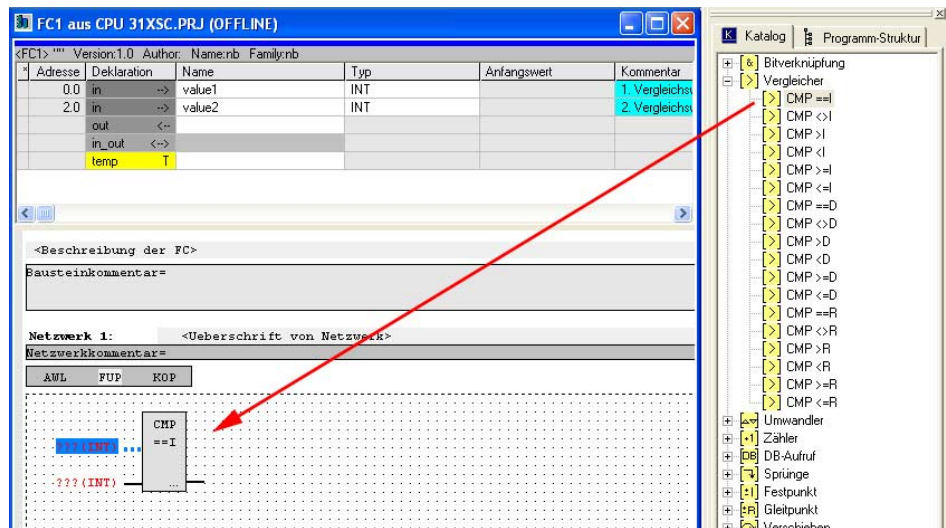 FC1 aus CPU 31XSC.PRJ (OFFLINE)
<FC1> "" Version:1.0 Author: Name:nb Family:nb
* Adresse Deklaration Name Typ Anfangswert Kommentar
0.0 in --> value1 INT 1. Vergleichsw
2.0 in --> value2 INT 2. Vergleichsw
out <--
in_out <-->
temp T
<Beschreibung der FC>
Bausteinkommentar=
Netzwerk 1: <Ueberschrift von Netzwerk>
Netzwerkkommentar=
AWL FUP KOP
CMP
==I
???(INT) ...
???(INT) ...
Katalog Programm-Struktur
Bitverknüpfung
Vergleicher
CMP ==I
CMP <>I
CMP >I
CMP <I
CMP >=I
CMP <=I
CMP ==D
CMP <>D
CMP >D
CMP <D
CMP >=D
CMP <=D
CMP ==R
CMP <>R
CMP >R
CMP <R
CMP >=R
CMP <=R
Umwandler
Zähler
DB DB-Aufruf
Sprünge
Festpunkt
Gleitpunkt
Verschieben